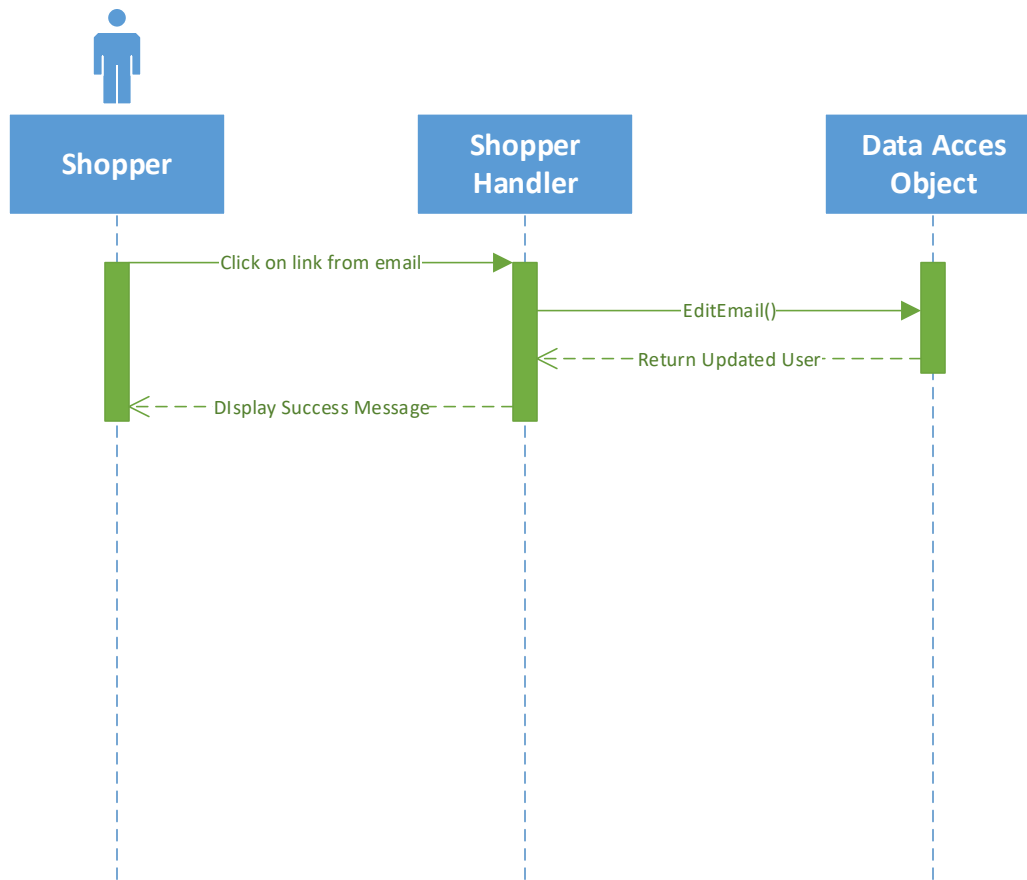 Shopper
Shopper
Handler
Data Acces
Object
Click on link from email
EditEmail()
Return Updated User
DIsplay Success Message